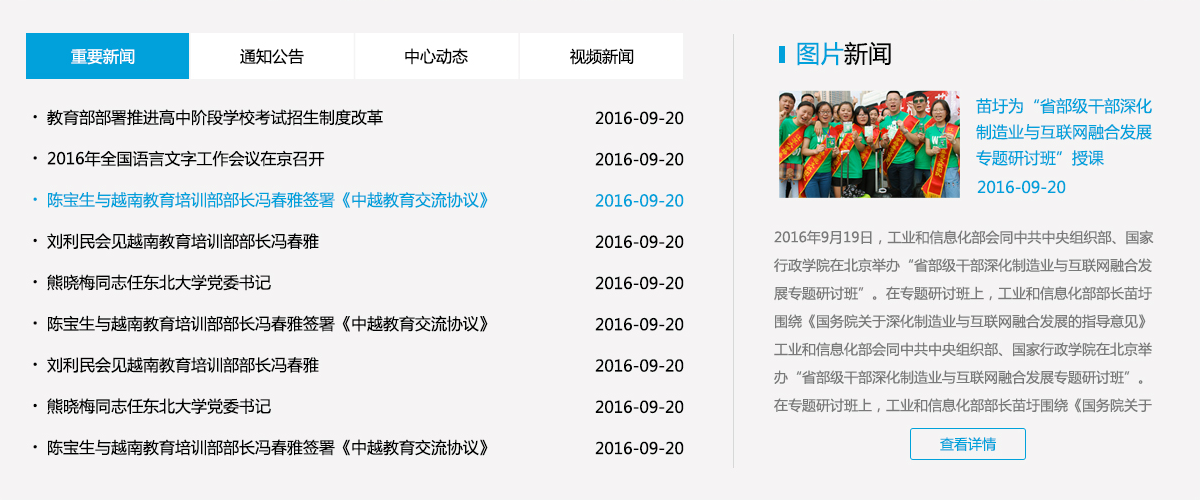 重要新闻 通知公告 中心动态 视频新闻
· 教育部部署推进高中阶段学校考试招生制度改革 2016-09-20
· 2016年全国语言文字工作会议在京召开 2016-09-20
· 陈宝生与越南教育培训部部长冯春雅签署《中越教育交流协议》 2016-09-20
· 刘利民会见越南教育培训部部长冯春雅 2016-09-20
· 熊晓梅同志任东北大学党委书记 2016-09-20
· 陈宝生与越南教育培训部部长冯春雅签署《中越教育交流协议》 2016-09-20
· 刘利民会见越南教育培训部部长冯春雅 2016-09-20
· 熊晓梅同志任东北大学党委书记 2016-09-20
· 陈宝生与越南教育培训部部长冯春雅签署《中越教育交流协议》 2016-09-20
图片新闻
苗圩为“省部级干部深化
制造业与互联网融合发展
专题研讨班”授课
2016-09-20
2016年9月19日，工业和信息化部会同中共中央组织部、国家
行政学院在北京举办“省部级干部深化制造业与互联网融合发
展专题研讨班”。在专题研讨班上，工业和信息化部部长苗圩
围绕《国务院关于深化制造业与互联网融合发展的指导意见》
工业和信息化部会同中共中央组织部、国家行政学院在北京举
办“省部级干部深化制造业与互联网融合发展专题研讨班”。
在专题研讨班上，工业和信息化部部长苗圩围绕《国务院关于
查看详情